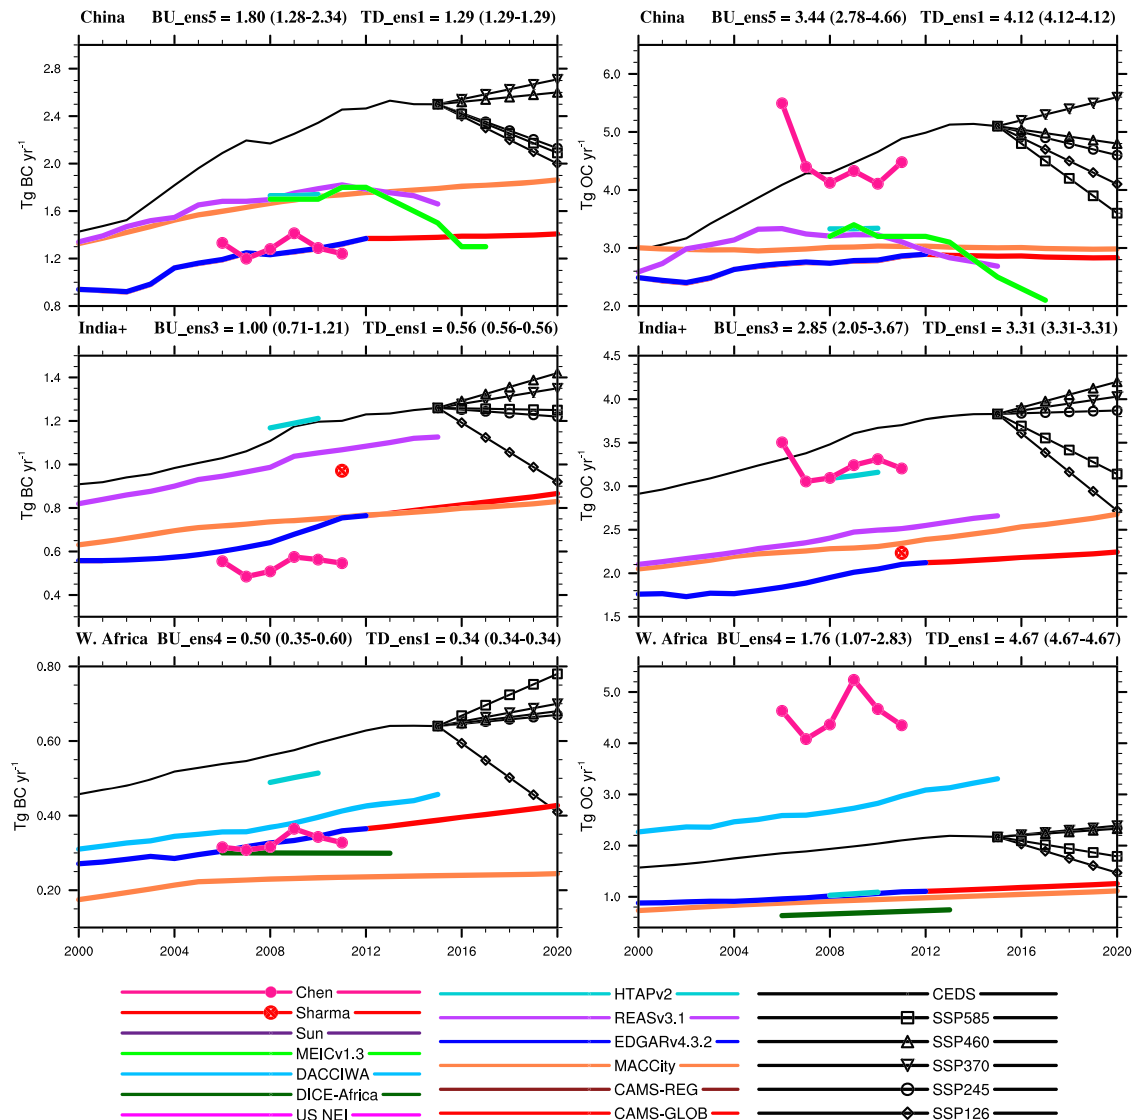 China BU_ens5 = 1.80 (1.28-2.34) TD_ens1 = 1.29 (1.29-1.29)
China BU_ens5 = 3.44 (2.78-4.66) TD_ens1 = 4.12 (4.12-4.12)
Tg BC yr-1
2.8
2.4
2.0
1.6
1.2
0.8
Tg OC yr-1
6.0
5.0
4.0
3.0
2.0
India+ BU_ens3 = 1.00 (0.71-1.21) TD_ens1 = 0.56 (0.56-0.56)
India+ BU_ens3 = 2.85 (2.05-3.67) TD_ens1 = 3.31 (3.31-3.31)
Tg BC yr-1
1.4
1.2
1.0
0.8
0.6
0.4
Tg OC yr-1
4.5
4.0
3.5
3.0
2.5
2.0
1.5
W. Africa BU_ens4 = 0.50 (0.35-0.60) TD_ens1 = 0.34 (0.34-0.34)
W. Africa BU_ens4 = 1.76 (1.07-2.83) TD_ens1 = 4.67 (4.67-4.67)
Tg BC yr-1
0.80
0.60
0.40
0.20
2000 2004 2008 2012 2016 2020
Tg OC yr-1
5.0
4.0
3.0
2.0
1.0
2000 2004 2008 2012 2016 2020
Chen
Sharma
Sun
MEICv1.3
DACCIWA
DICE-Africa
US NEI
HTAPv2
REASv3.1
EDGARv4.3.2
MACCity
CAMS-REG
CAMS-GLOB
CEDS
SSP585
SSP460
SSP370
SSP245
SSP126